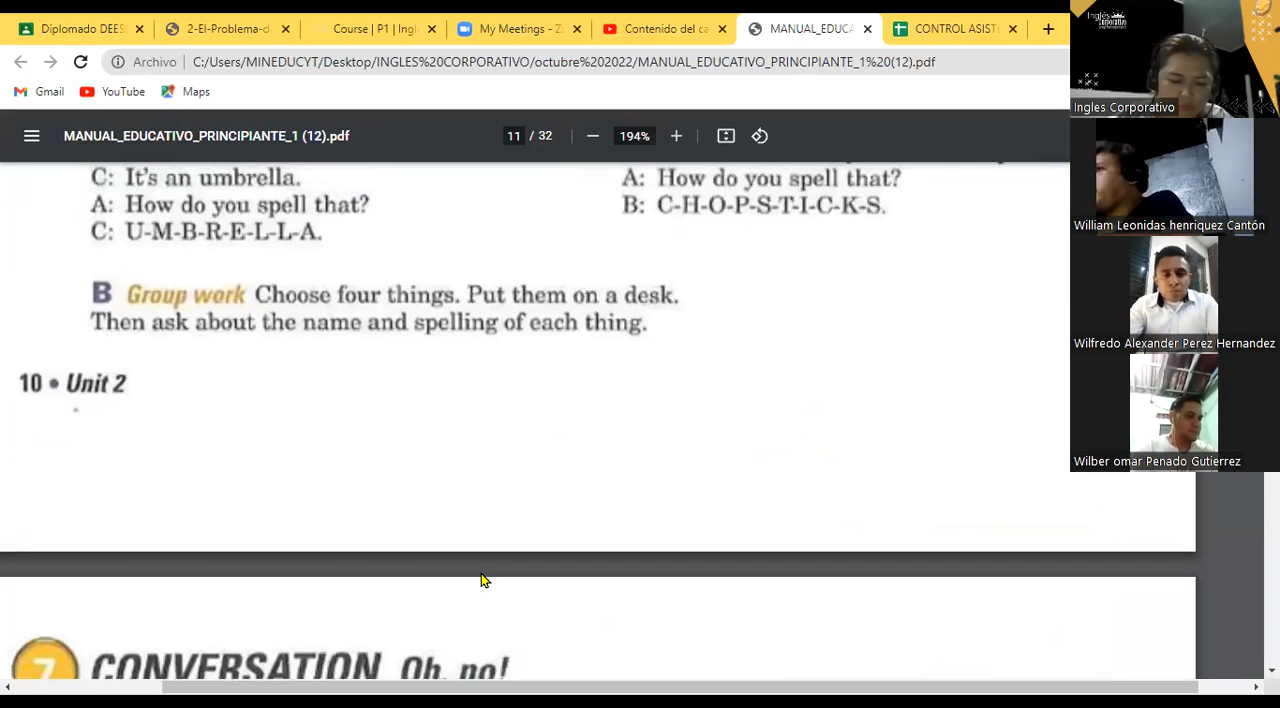 Diplomado DEES
2-El-Problema-d
Course | P1 | Ingl
My Meetings - Z
Contenido del ca
MANUAL_EDUCA
CONTROL ASIST
Archivo
C:/Users/MINEDUCYT/Desktop/INGLES%20CORPORATIVO/octubre%202022/MANUAL_EDUCATIVO_PRINCIPIANTE_1%20(12).pdf
Gmail
YouTube
Maps
MANUAL_EDUCATIVO_PRINCIPIANTE_1 (12).pdf
11 / 32
194%
C: It's an umbrella.
A: How do you spell that?
C: U-M-B-R-E-L-L-A.
A: How do you spell that?
B: C-H-O-P-S-T-I-C-K-S.
B Group work Choose four things. Put them on a desk.
Then ask about the name and spelling of each thing.
10 • Unit 2
7 CONVERSATION Oh, no!
Inglés
Corporativo
Ingles Corporativo
William Leonidas henriquez Cantón
Wilfredo Alexander Perez Hernandez
Wilber omar Penado Gutierrez